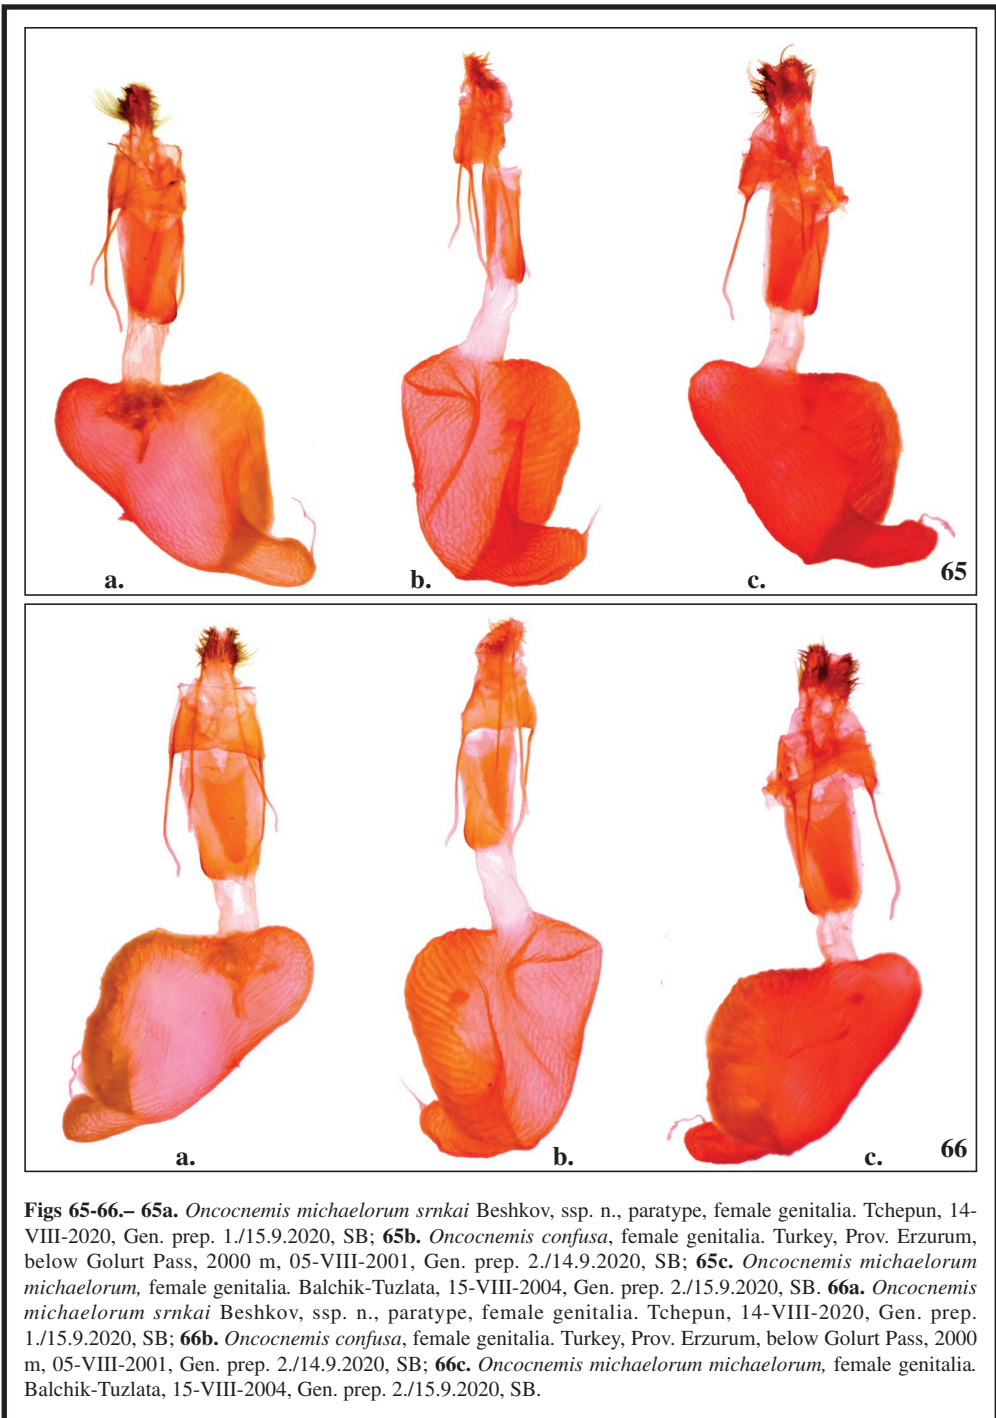 a.
b.
c.
65
a.
b.
c.
66
Figs 65-66.– 65a. Oncocnemis michaelorum srnkai Beshkov, ssp. n., paratype, female genitalia. Tchepun, 14-
VIII-2020, Gen. prep. 1./15.9.2020, SB; 65b. Oncocnemis confusa, female genitalia. Turkey, Prov. Erzurum,
below Golurt Pass, 2000 m, 05-VIII-2001, Gen. prep. 2./14.9.2020, SB; 65c. Oncocnemis michaelorum
michaelorum, female genitalia. Balchik-Tuzlata, 15-VIII-2004, Gen. prep. 2./15.9.2020, SB. 66a. Oncocnemis
michaelorum srnkai Beshkov, ssp. n., paratype, female genitalia. Tchepun, 14-VIII-2020, Gen. prep.
1./15.9.2020, SB; 66b. Oncocnemis confusa, female genitalia. Turkey, Prov. Erzurum, below Golurt Pass, 2000
m, 05-VIII-2001, Gen. prep. 2./14.9.2020, SB; 66c. Oncocnemis michaelorum michaelorum, female genitalia.
Balchik-Tuzlata, 15-VIII-2004, Gen. prep. 2./15.9.2020, SB.